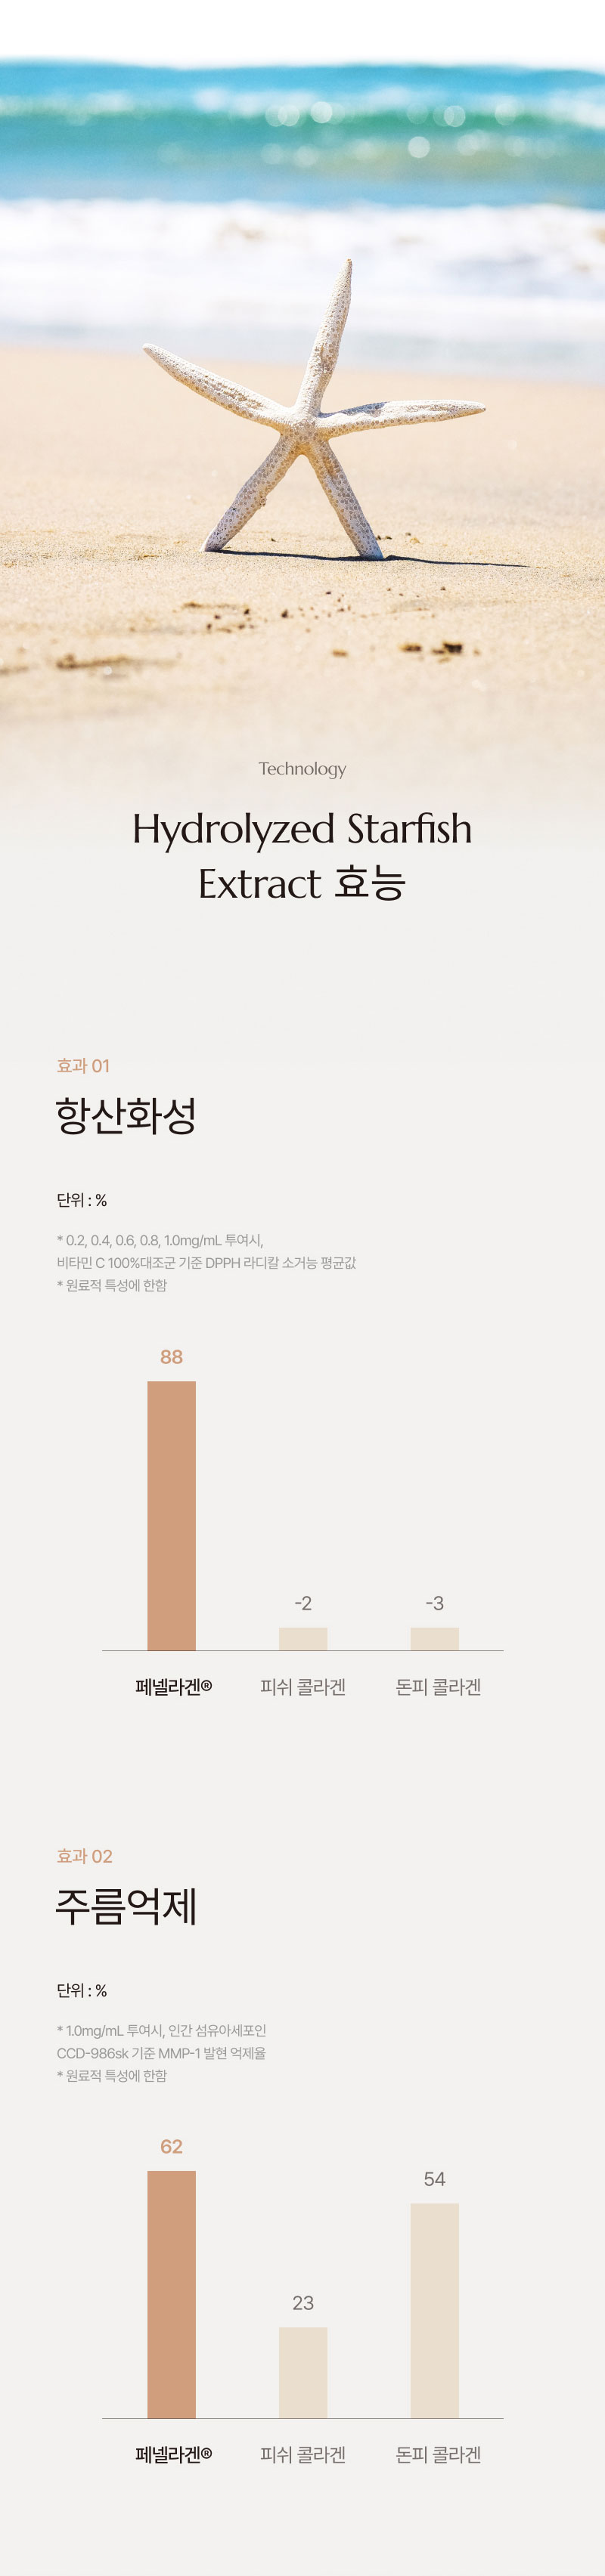 Technology
Hydrolyzed Starfish
Extract 효능
효과 01
항산화성
단위 : %
* 0.2, 0.4, 0.6, 0.8, 1.0mg/mL 투여시,
비타민 C 100%대조군 기준 DPPH 라디칼 소거능 평균값
* 원료적 특성에 한함
88
-2
-3
페넬라겐® 피쉬 콜라겐 돈피 콜라겐
효과 02
주름억제
단위 : %
* 1.0mg/mL 투여시, 인간 섬유아세포인
CCD-986sk 기준 MMP-1 발현 억제율
* 원료적 특성에 한함
62
54
23
페넬라겐® 피쉬 콜라겐 돈피 콜라겐